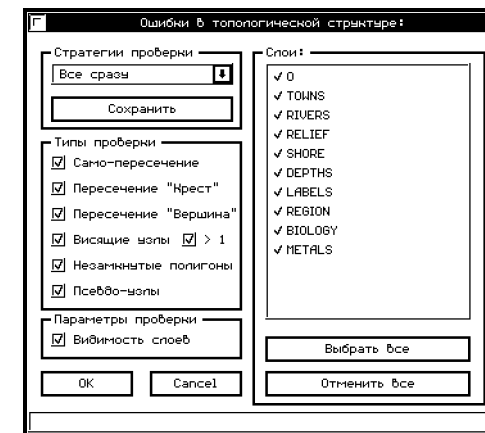 Ошибки в топологической структуре:
Стратегии проверки
Все сразу
Сохранить
Типы проверки
Само-пересечение
Пересечение "Крест"
Пересечение "Вершина"
Висящие узлы > 1
Незамкнутые полигоны
Псевдо-узлы
Параметры проверки
Видимость слоев
OK Cancel
Слои:
0
TOWNS
RIVERS
RELIEF
SHORE
DEPTHS
LABELS
REGION
BIOLOGY
METALS
Выбрать все
Отменить все